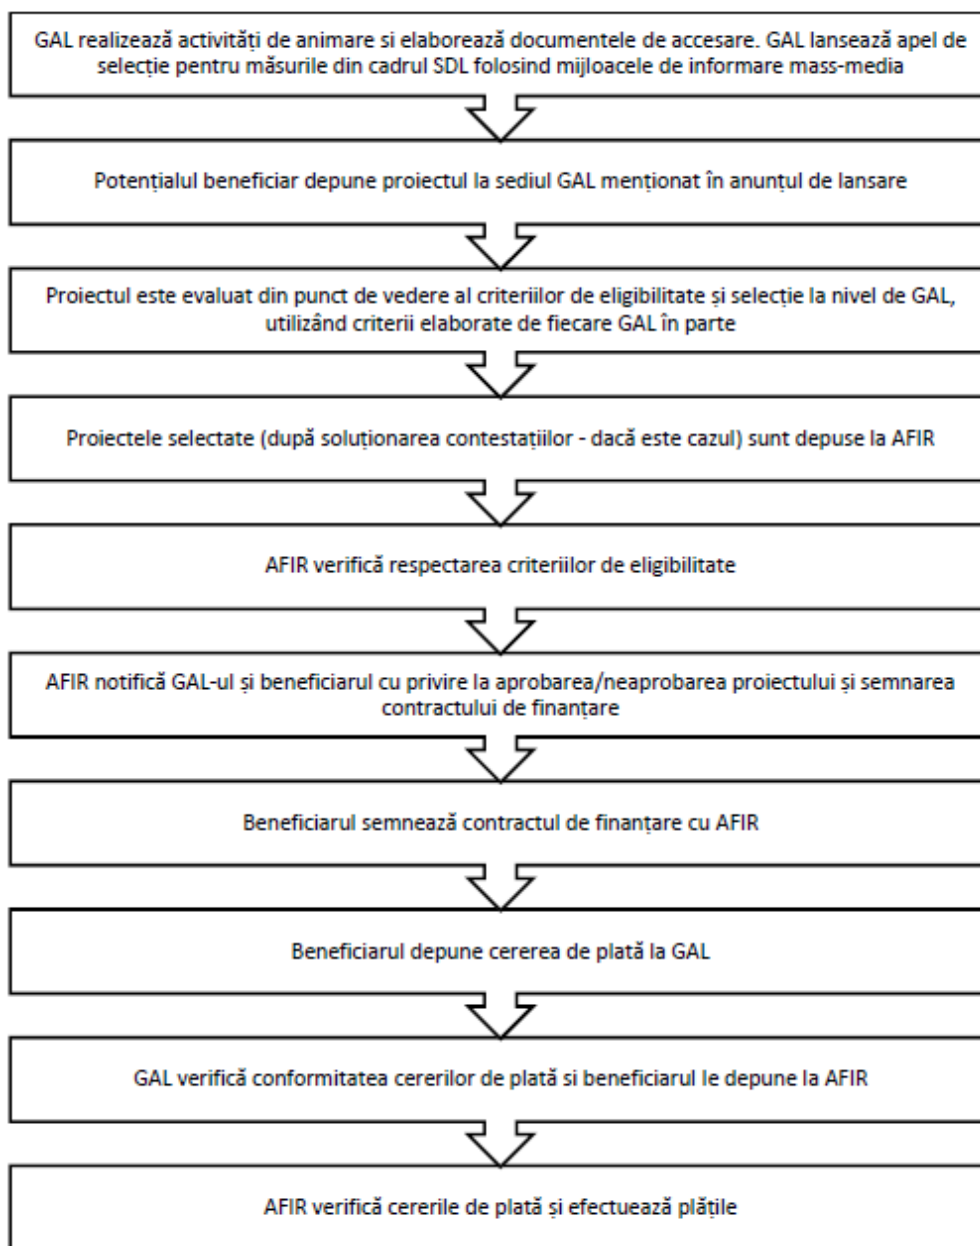 GAL realizează activități de animare si elaborează documentele de accesare. GAL lansează apel de
selecție pentru măsurile din cadrul SDL folosind mijloacele de informare mass-media
Potențialul beneficiar depune proiectul la sediul GAL menționat în anunțul de lansare
Proiectul este evaluat din punct de vedere al criteriilor de eligibilitate și selecție la nivel de GAL,
utilizând criterii elaborate de fiecare GAL în parte
Proiectele selectate (după soluționarea contestațiilor - dacă este cazul) sunt depuse la AFIR
AFIR verifică respectarea criteriilor de eligibilitate
AFIR notifică GAL-ul și beneficiarul cu privire la aprobarea/neaprobarea proiectului și semnarea
contractului de finanțare
Beneficiarul semnează contractul de finanțare cu AFIR
Beneficiarul depune cererea de plată la GAL
GAL verifică conformitatea cererilor de plată si beneficiarul le depune la AFIR
AFIR verifică cererile de plată și efectuează plățile